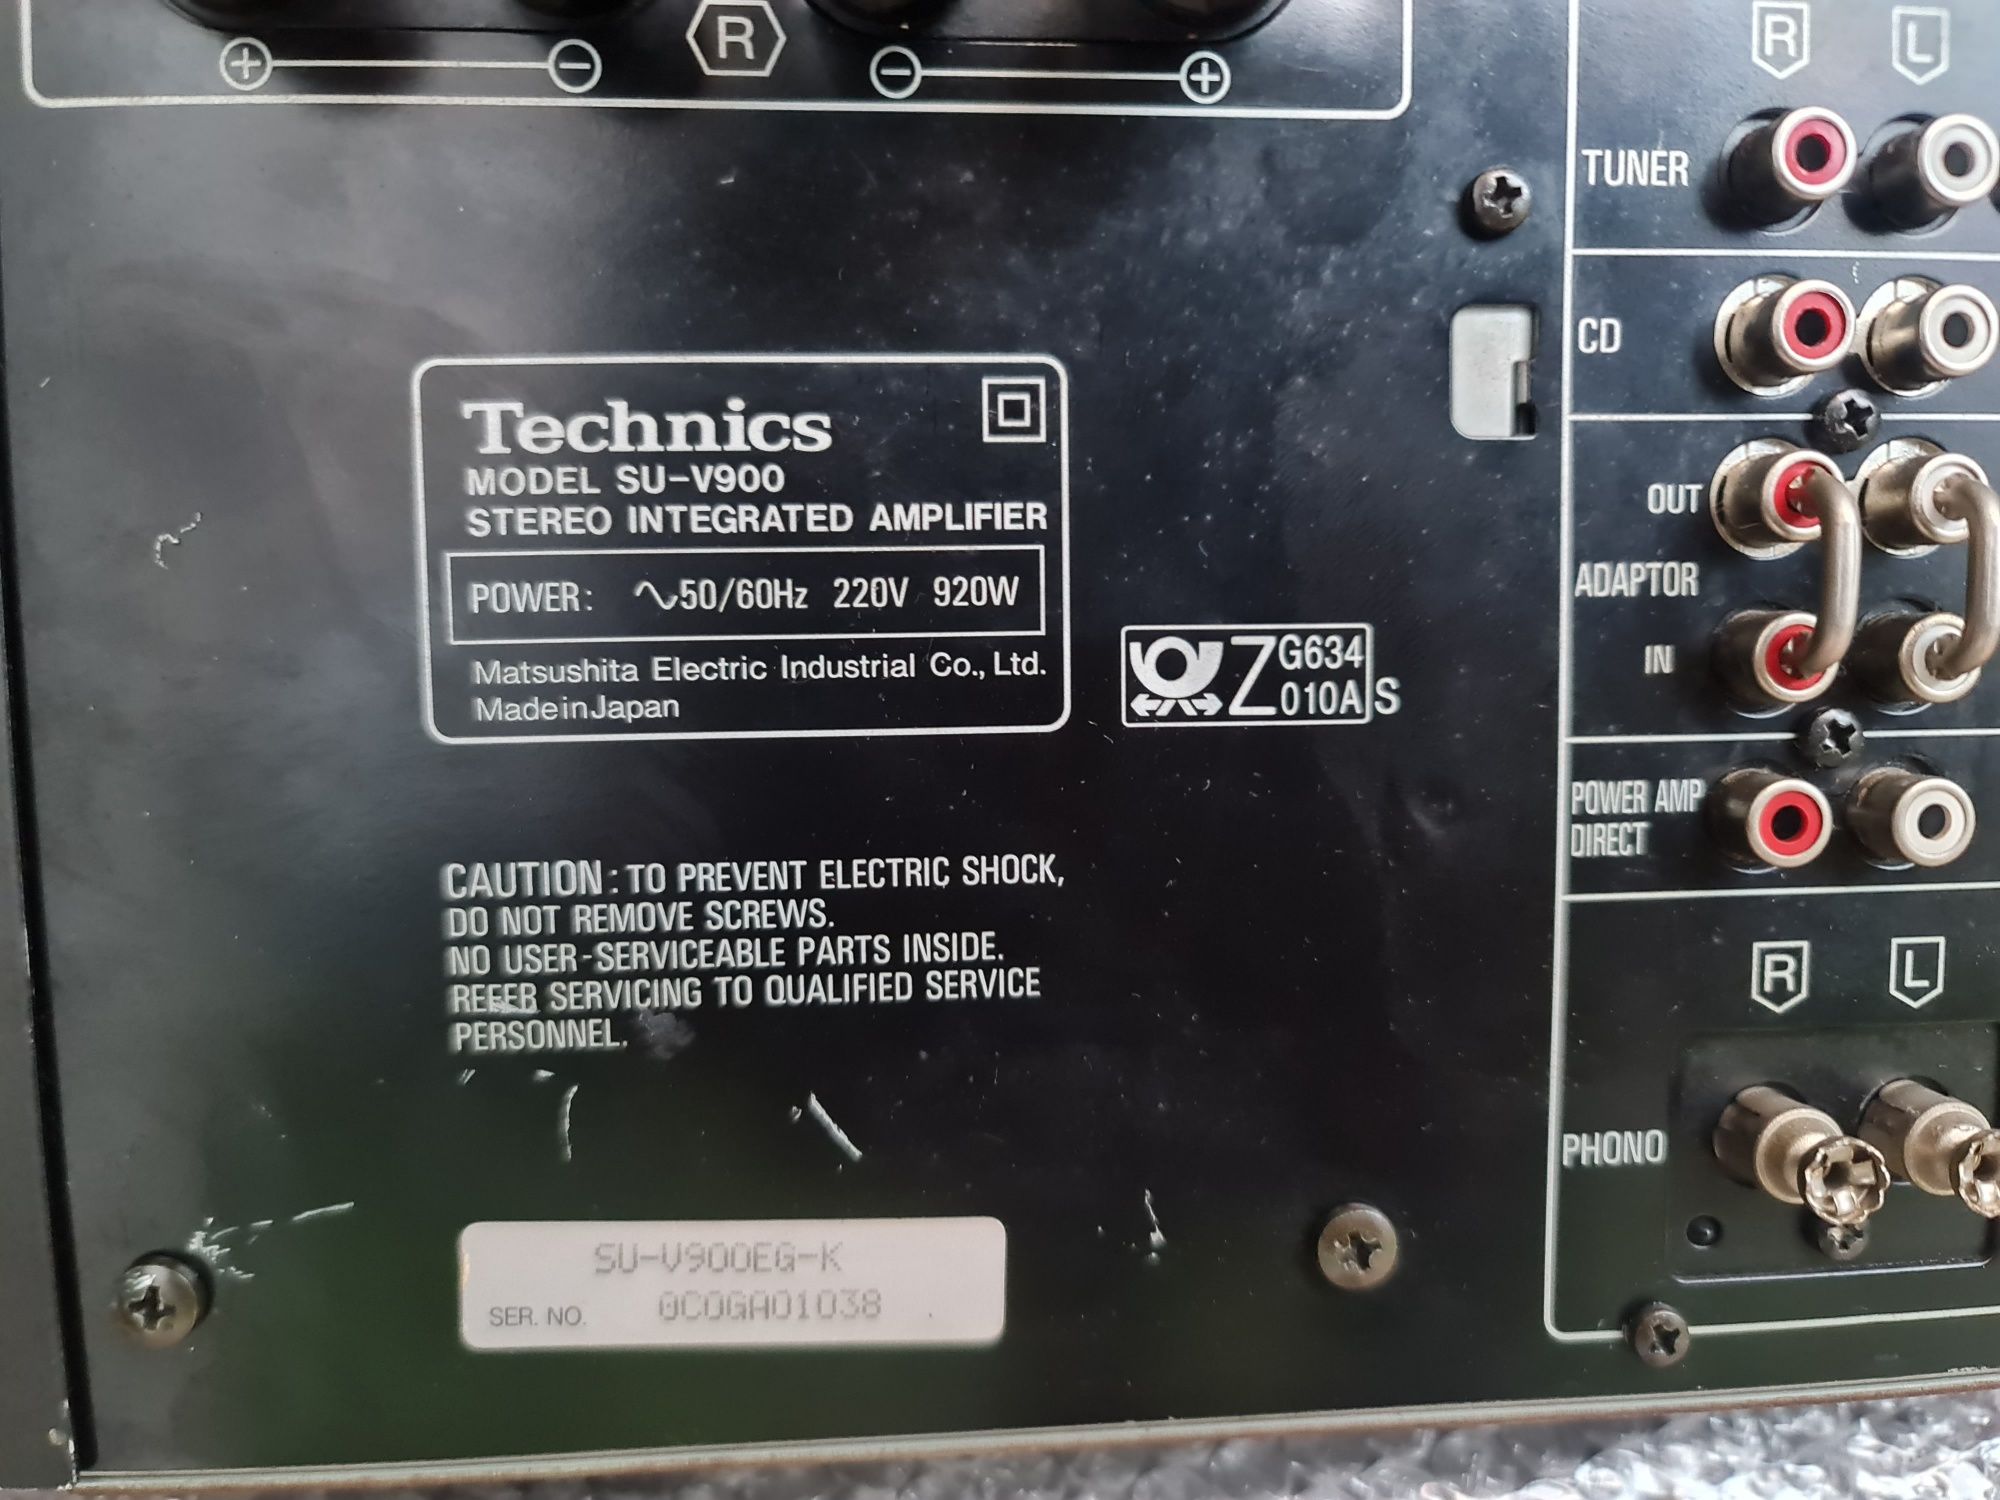 + − R − +
R L
TUNER
CD
OUT
ADAPTOR
IN
POWER AMP
DIRECT
R L
PHONO
Technics
MODEL SU-V900
STEREO INTEGRATED AMPLIFIER
POWER: ∿50/60Hz 220V 920W
Matsushita Electric Industrial Co., Ltd.
Made in Japan
Z G634
010A S
CAUTION: TO PREVENT ELECTRIC SHOCK,
DO NOT REMOVE SCREWS.
NO USER-SERVICEABLE PARTS INSIDE.
REFER SERVICING TO QUALIFIED SERVICE
PERSONNEL.
SU-V900EG-K
SER. NO. 0C0GA01038